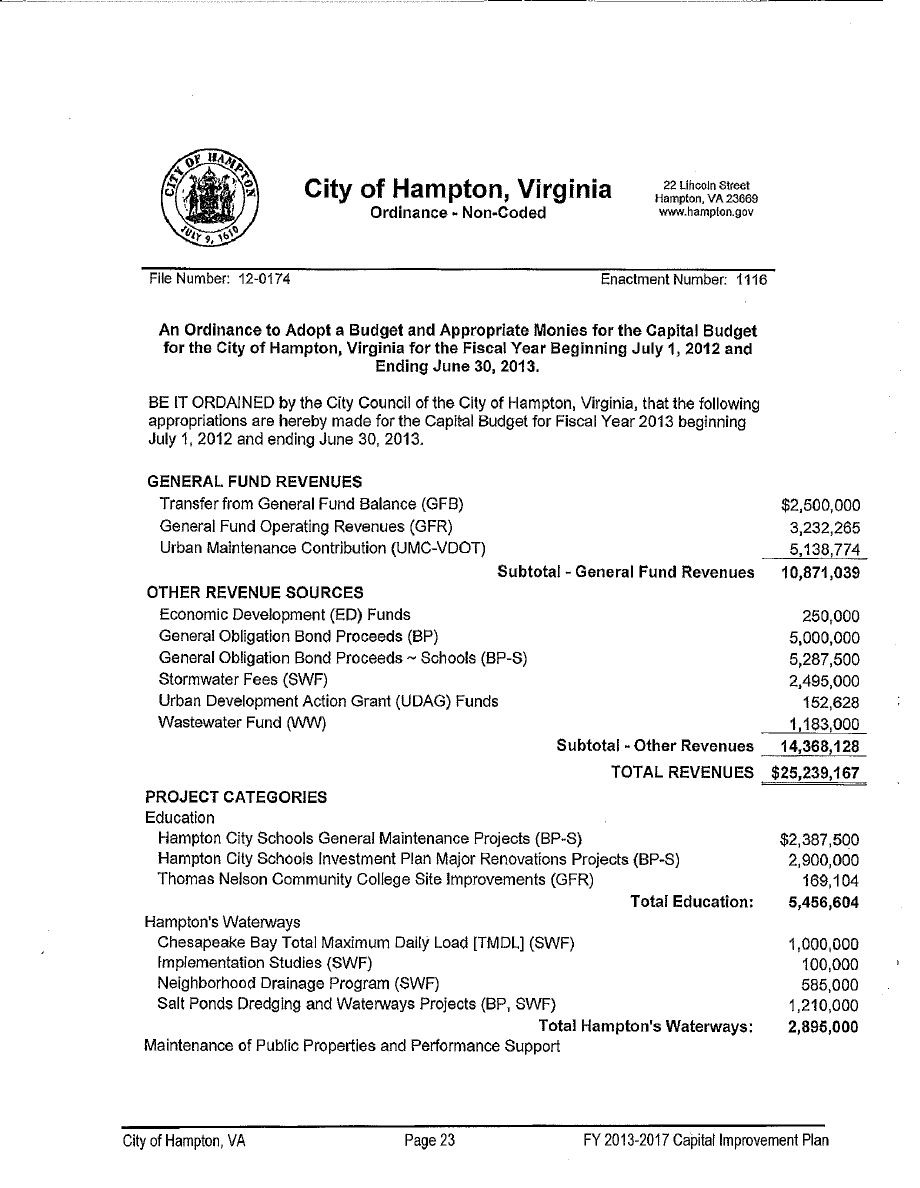 CITY OF HAMPTON
JULY 9, 1610
City of Hampton, Virginia
Ordinance - Non-Coded
22 Lincoln Street
Hampton, VA 23669
www.hampton.gov
File Number: 12-0174 Enactment Number: 1116
An Ordinance to Adopt a Budget and Appropriate Monies for the Capital Budget
for the City of Hampton, Virginia for the Fiscal Year Beginning July 1, 2012 and
Ending June 30, 2013.
BE IT ORDAINED by the City Council of the City of Hampton, Virginia, that the following
appropriations are hereby made for the Capital Budget for Fiscal Year 2013 beginning
July 1, 2012 and ending June 30, 2013.
GENERAL FUND REVENUES
Transfer from General Fund Balance (GFB) $2,500,000
General Fund Operating Revenues (GFR) 3,232,265
Urban Maintenance Contribution (UMC-VDOT) 5,138,774
Subtotal - General Fund Revenues 10,871,039
OTHER REVENUE SOURCES
Economic Development (ED) Funds 250,000
General Obligation Bond Proceeds (BP) 5,000,000
General Obligation Bond Proceeds ~ Schools (BP-S) 5,287,500
Stormwater Fees (SWF) 2,495,000
Urban Development Action Grant (UDAG) Funds 152,628
Wastewater Fund (WW) 1,183,000
Subtotal - Other Revenues 14,368,128
TOTAL REVENUES $25,239,167
PROJECT CATEGORIES
Education
Hampton City Schools General Maintenance Projects (BP-S) $2,387,500
Hampton City Schools Investment Plan Major Renovations Projects (BP-S) 2,900,000
Thomas Nelson Community College Site Improvements (GFR) 169,104
Total Education: 5,456,604
Hampton's Waterways
Chesapeake Bay Total Maximum Daily Load [TMDL] (SWF) 1,000,000
Implementation Studies (SWF) 100,000
Neighborhood Drainage Program (SWF) 585,000
Salt Ponds Dredging and Waterways Projects (BP, SWF) 1,210,000
Total Hampton's Waterways: 2,895,000
Maintenance of Public Properties and Performance Support
City of Hampton, VA Page 23 FY 2013-2017 Capital Improvement Plan